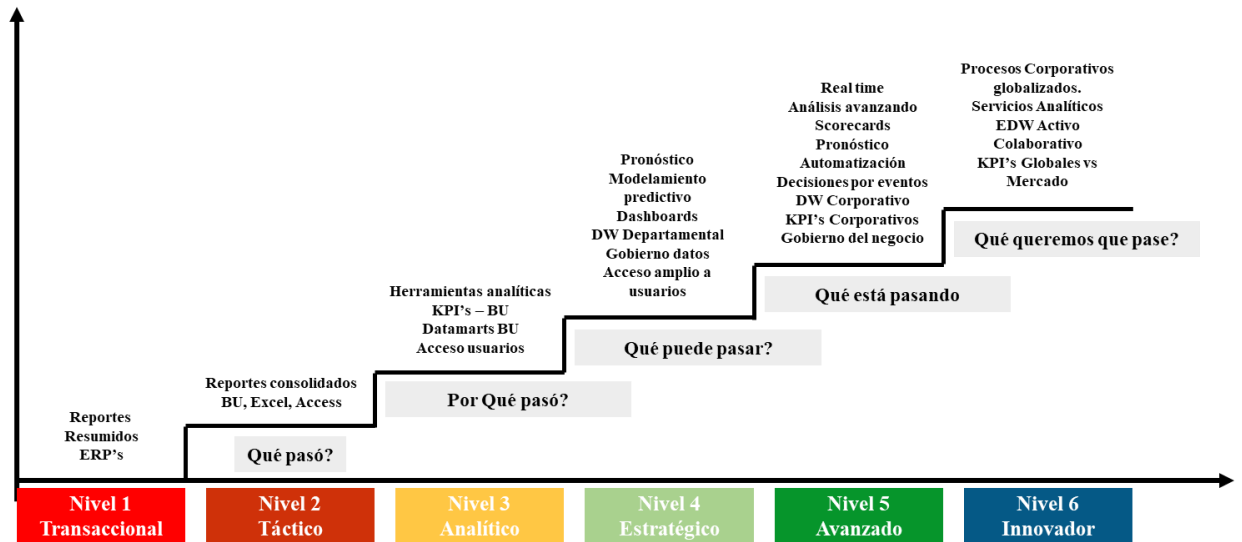 Reportes
Resumidos
ERP's
Reportes consolidados
BU, Excel, Access
Qué pasó?
Herramientas analíticas
KPI's – BU
Datamarts BU
Acceso usuarios
Por Qué pasó?
Pronóstico
Modelamiento
predictivo
Dashboards
DW Departamental
Gobierno datos
Acceso amplio a
usuarios
Qué puede pasar?
Real time
Análisis avanzando
Scorecards
Pronóstico
Automatización
Decisiones por eventos
DW Corporativo
KPI's Corporativos
Gobierno del negocio
Qué está pasando
Procesos Corporativos
globalizados.
Servicios Analíticos
EDW Activo
Colaborativo
KPI's Globales vs
Mercado
Qué queremos que pase?
Nivel 1
Transaccional
Nivel 2
Táctico
Nivel 3
Analítico
Nivel 4
Estratégico
Nivel 5
Avanzado
Nivel 6
Innovador